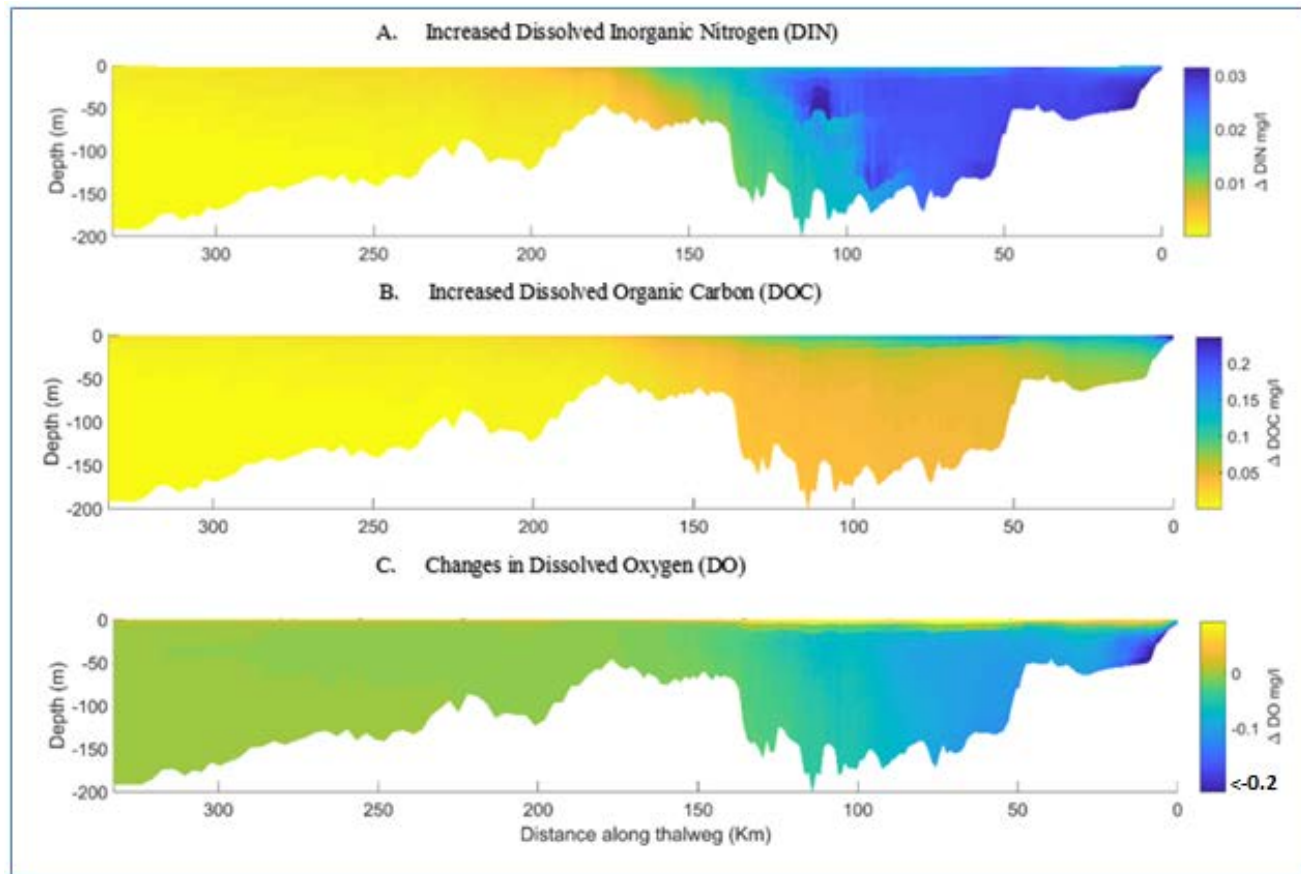 A. Increased Dissolved Inorganic Nitrogen (DIN)
0
-50
-100
-150
-200
Depth (m)
300 250 200 150 100 50 0
0.03
0.02
0.01
Δ DIN mg/l
B. Increased Dissolved Organic Carbon (DOC)
0
-50
-100
-150
-200
Depth (m)
300 250 200 150 100 50 0
0.2
0.15
0.1
0.05
Δ DOC mg/l
C. Changes in Dissolved Oxygen (DO)
0
-50
-100
-150
-200
Depth (m)
300 250 200 150 100 50 0
Distance along thalweg (Km)
0
-0.1
<-0.2
Δ DO mg/l